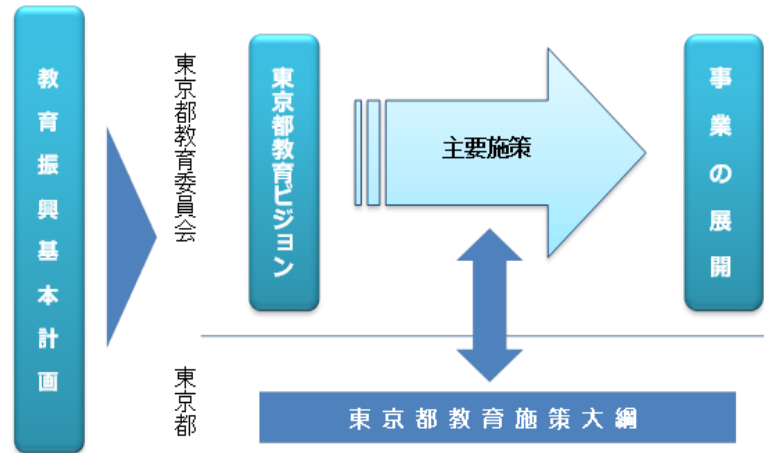 教育振興基本計画
東京都教育委員会
東京都教育ビジョン
主要施策
事業の展開
東京都
東京都教育施策大綱